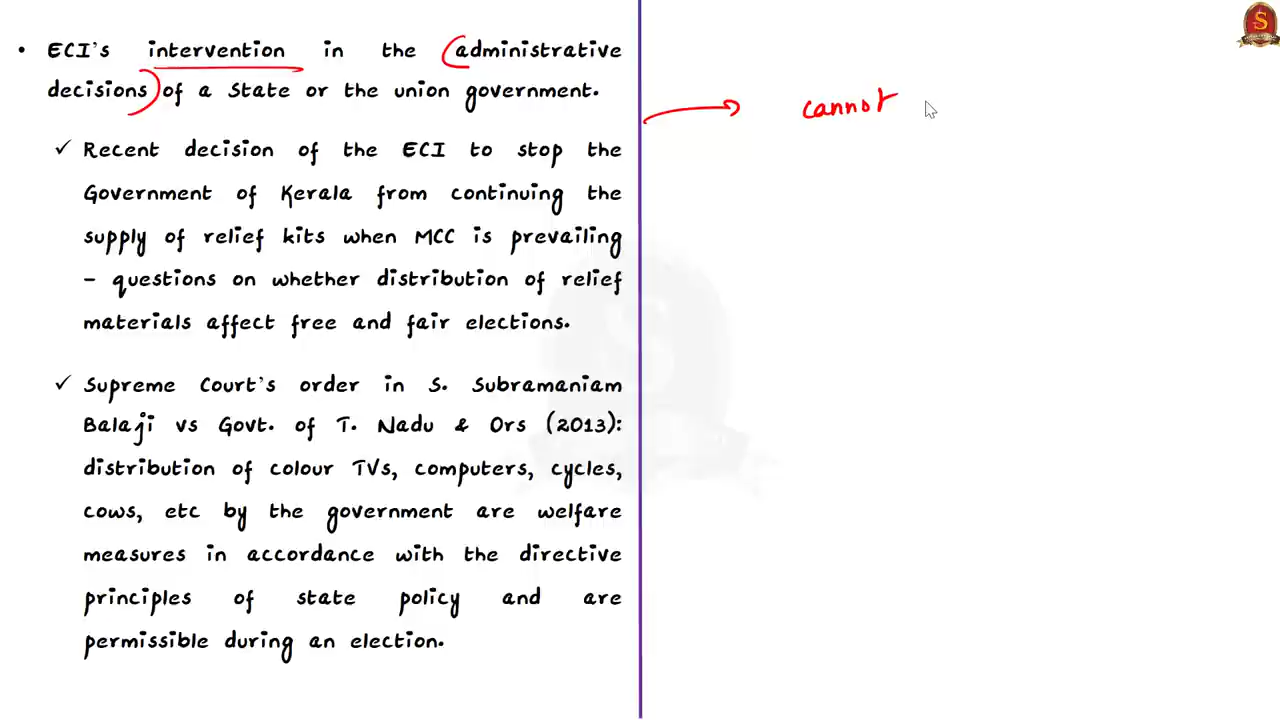 • ECI's intervention in the (administrative
decisions) of a State or the union government.
✓ Recent decision of the ECI to stop the
Government of Kerala from continuing the
supply of relief kits when MCC is prevailing
– questions on whether distribution of relief
materials affect free and fair elections.
✓ Supreme Court's order in S. Subramaniam
Balaji vs Govt. of T. Nadu & Ors (2013):
distribution of colour TVs, computers, cycles,
cows, etc by the government are welfare
measures in accordance with the directive
principles of state policy and are
permissible during an election.
→ cannot
S